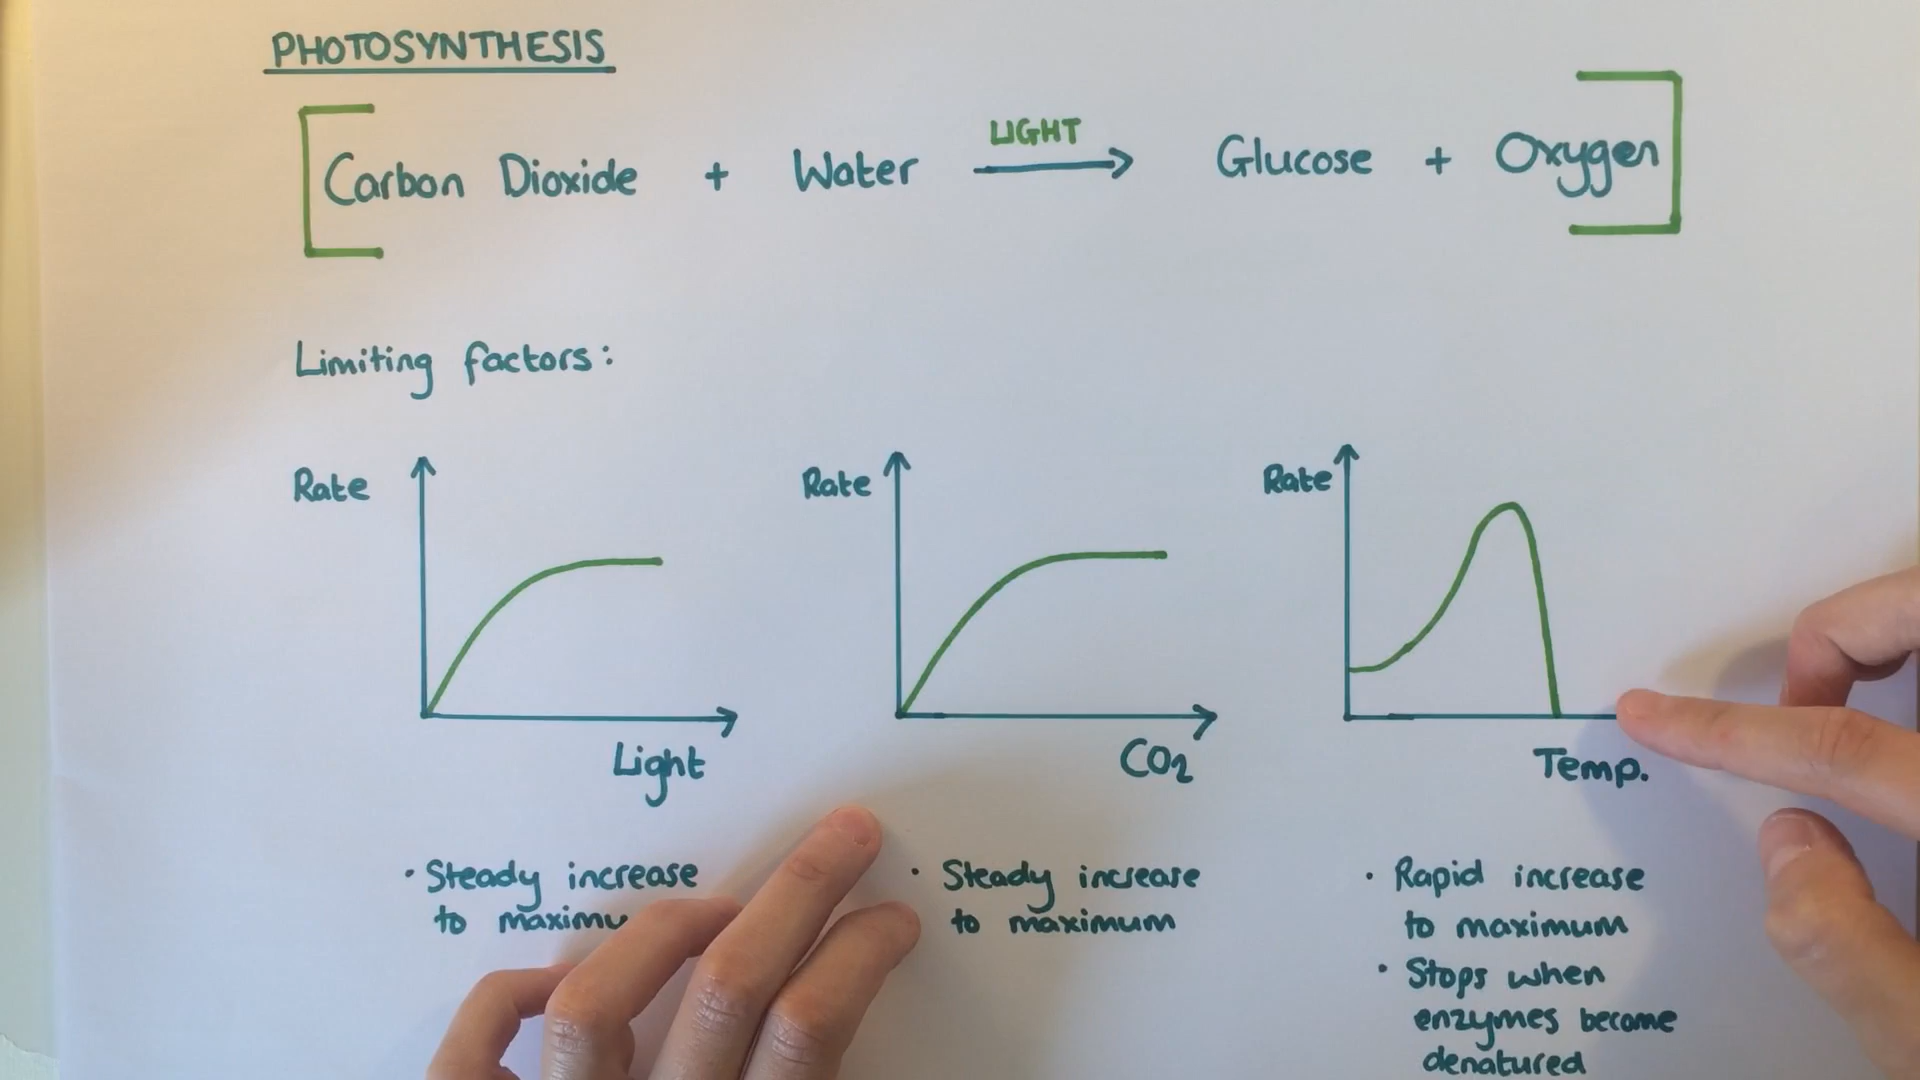 PHOTOSYNTHESIS
Carbon Dioxide + Water LIGHT → Glucose + Oxygen
Limiting factors:
Rate
Light
Rate
CO2
Rate
Temp.
• Steady increase
to maximu
• Steady increase
to maximum
• Rapid increase
to maximum
• Stops when
enzymes become
denatured